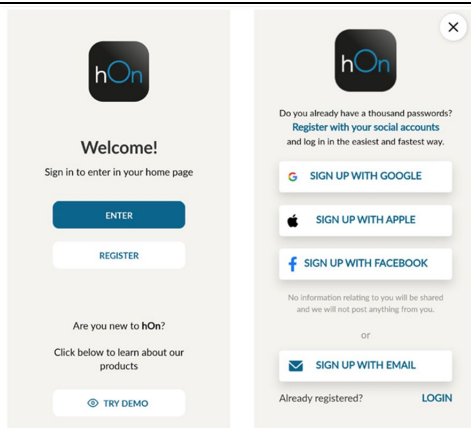 hOn
Welcome!
Sign in to enter in your home page
ENTER
REGISTER
Are you new to hOn?
Click below to learn about our
products
TRY DEMO
hOn
Do you already have a thousand passwords?
Register with your social accounts
and log in in the easiest and fastest way.
SIGN UP WITH GOOGLE
SIGN UP WITH APPLE
SIGN UP WITH FACEBOOK
No information relating to you will be shared
and we will not post anything from you.
or
SIGN UP WITH EMAIL
Already registered? LOGIN